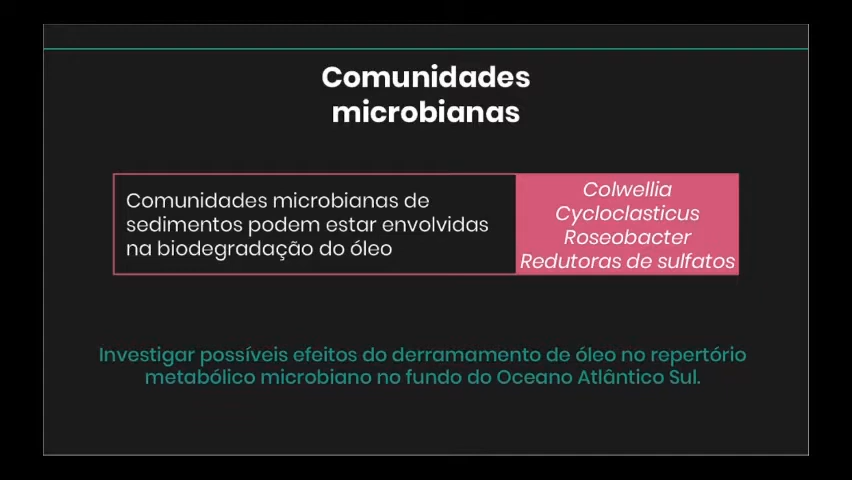 Comunidades
microbianas
Comunidades microbianas de
sedimentos podem estar envolvidas
na biodegradação do óleo
Colwellia
Cycloclasticus
Roseobacter
Redutoras de sulfatos
Investigar possíveis efeitos do derramamento de óleo no repertório
metabólico microbiano no fundo do Oceano Atlântico Sul.